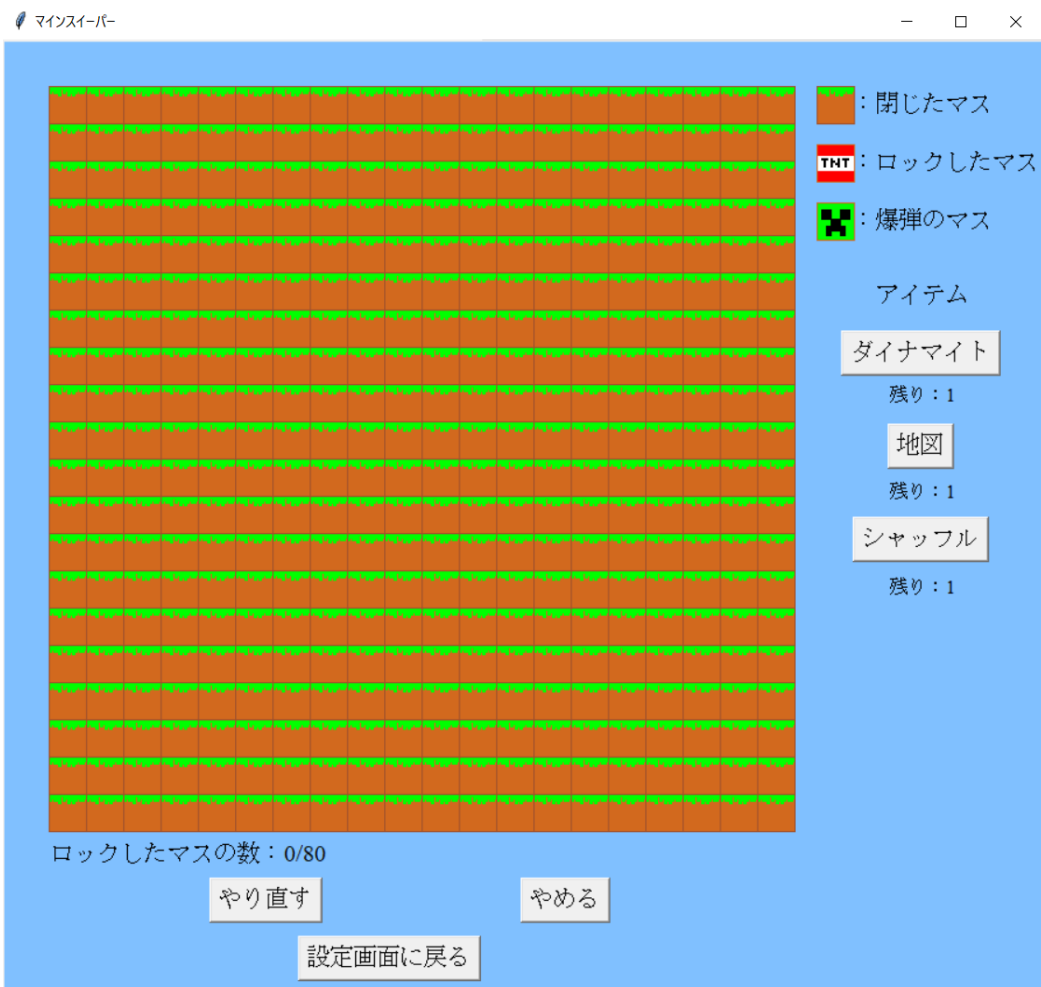 マインスイーパー
：閉じたマス
TNT：ロックしたマス
：爆弾のマス
アイテム
ダイナマイト
残り：1
地図
残り：1
シャッフル
残り：1
ロックしたマスの数：0/80
やり直す
やめる
設定画面に戻る